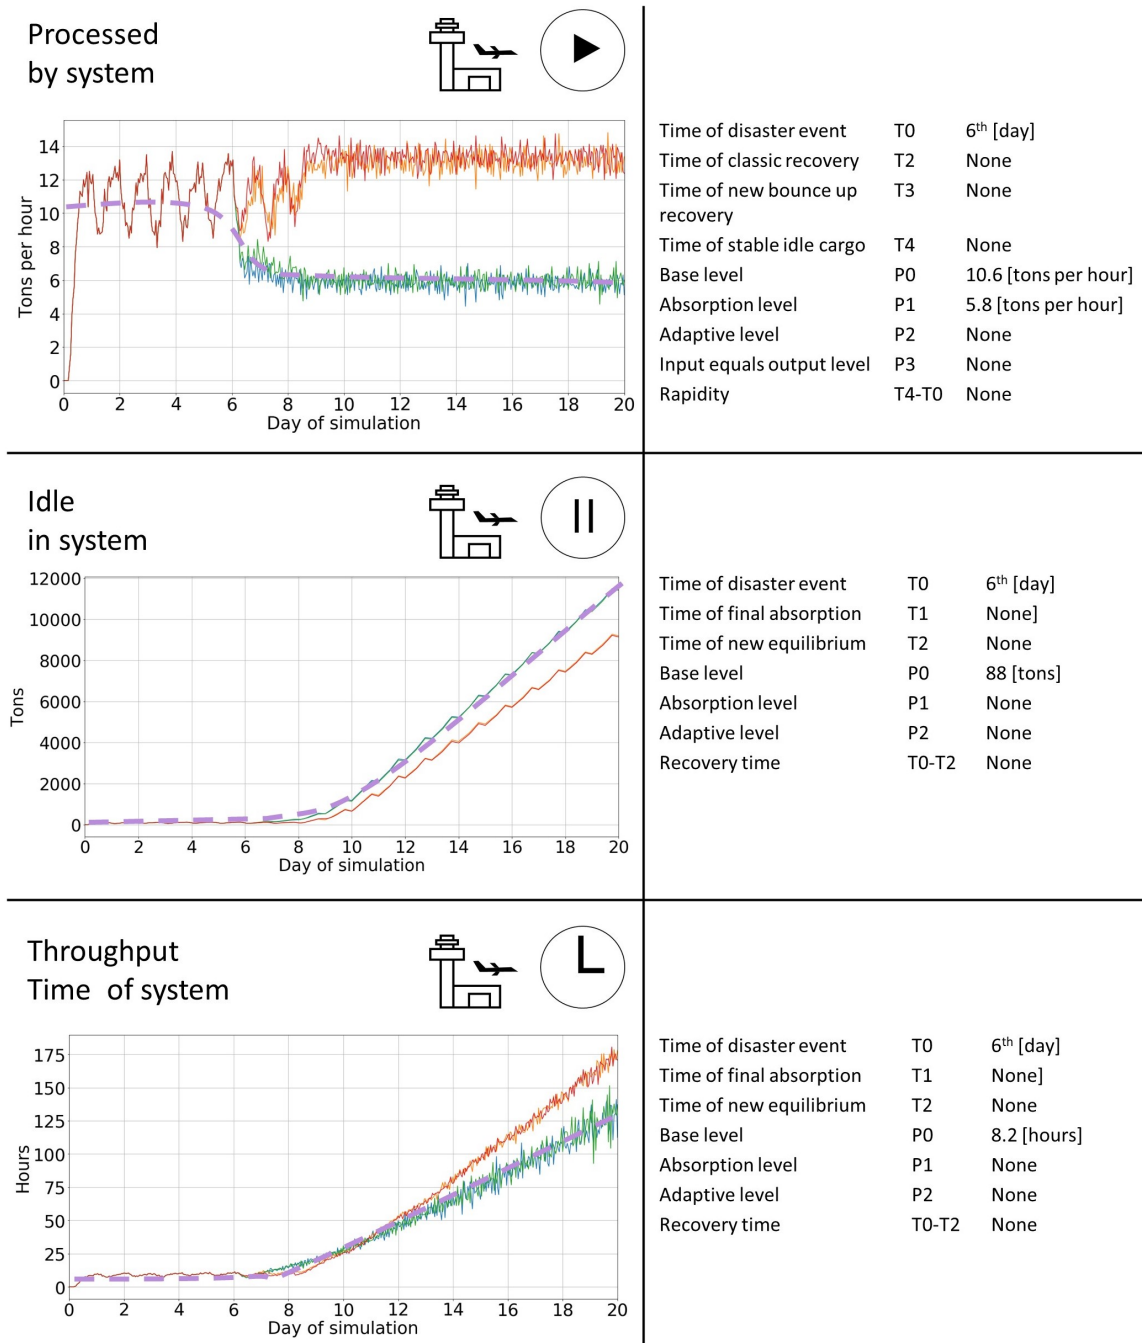 Processed
by system
14
12
10
8
6
4
2
0
Tons per hour
0 2 4 6 8 10 12 14 16 18 20
Day of simulation
Time of disaster event T0 6th [day]
Time of classic recovery T2 None
Time of new bounce up T3 None
recovery
Time of stable idle cargo T4 None
Base level P0 10.6 [tons per hour]
Absorption level P1 5.8 [tons per hour]
Adaptive level P2 None
Input equals output level P3 None
Rapidity T4-T0 None
Idle
in system
12000
10000
8000
6000
4000
2000
0
Tons
0 2 4 6 8 10 12 14 16 18 20
Day of simulation
Time of disaster event T0 6th [day]
Time of final absorption T1 None]
Time of new equilibrium T2 None
Base level P0 88 [tons]
Absorption level P1 None
Adaptive level P2 None
Recovery time T0-T2 None
Throughput
Time of system
175
150
125
100
75
50
25
0
Hours
0 2 4 6 8 10 12 14 16 18 20
Day of simulation
Time of disaster event T0 6th [day]
Time of final absorption T1 None]
Time of new equilibrium T2 None
Base level P0 8.2 [hours]
Absorption level P1 None
Adaptive level P2 None
Recovery time T0-T2 None